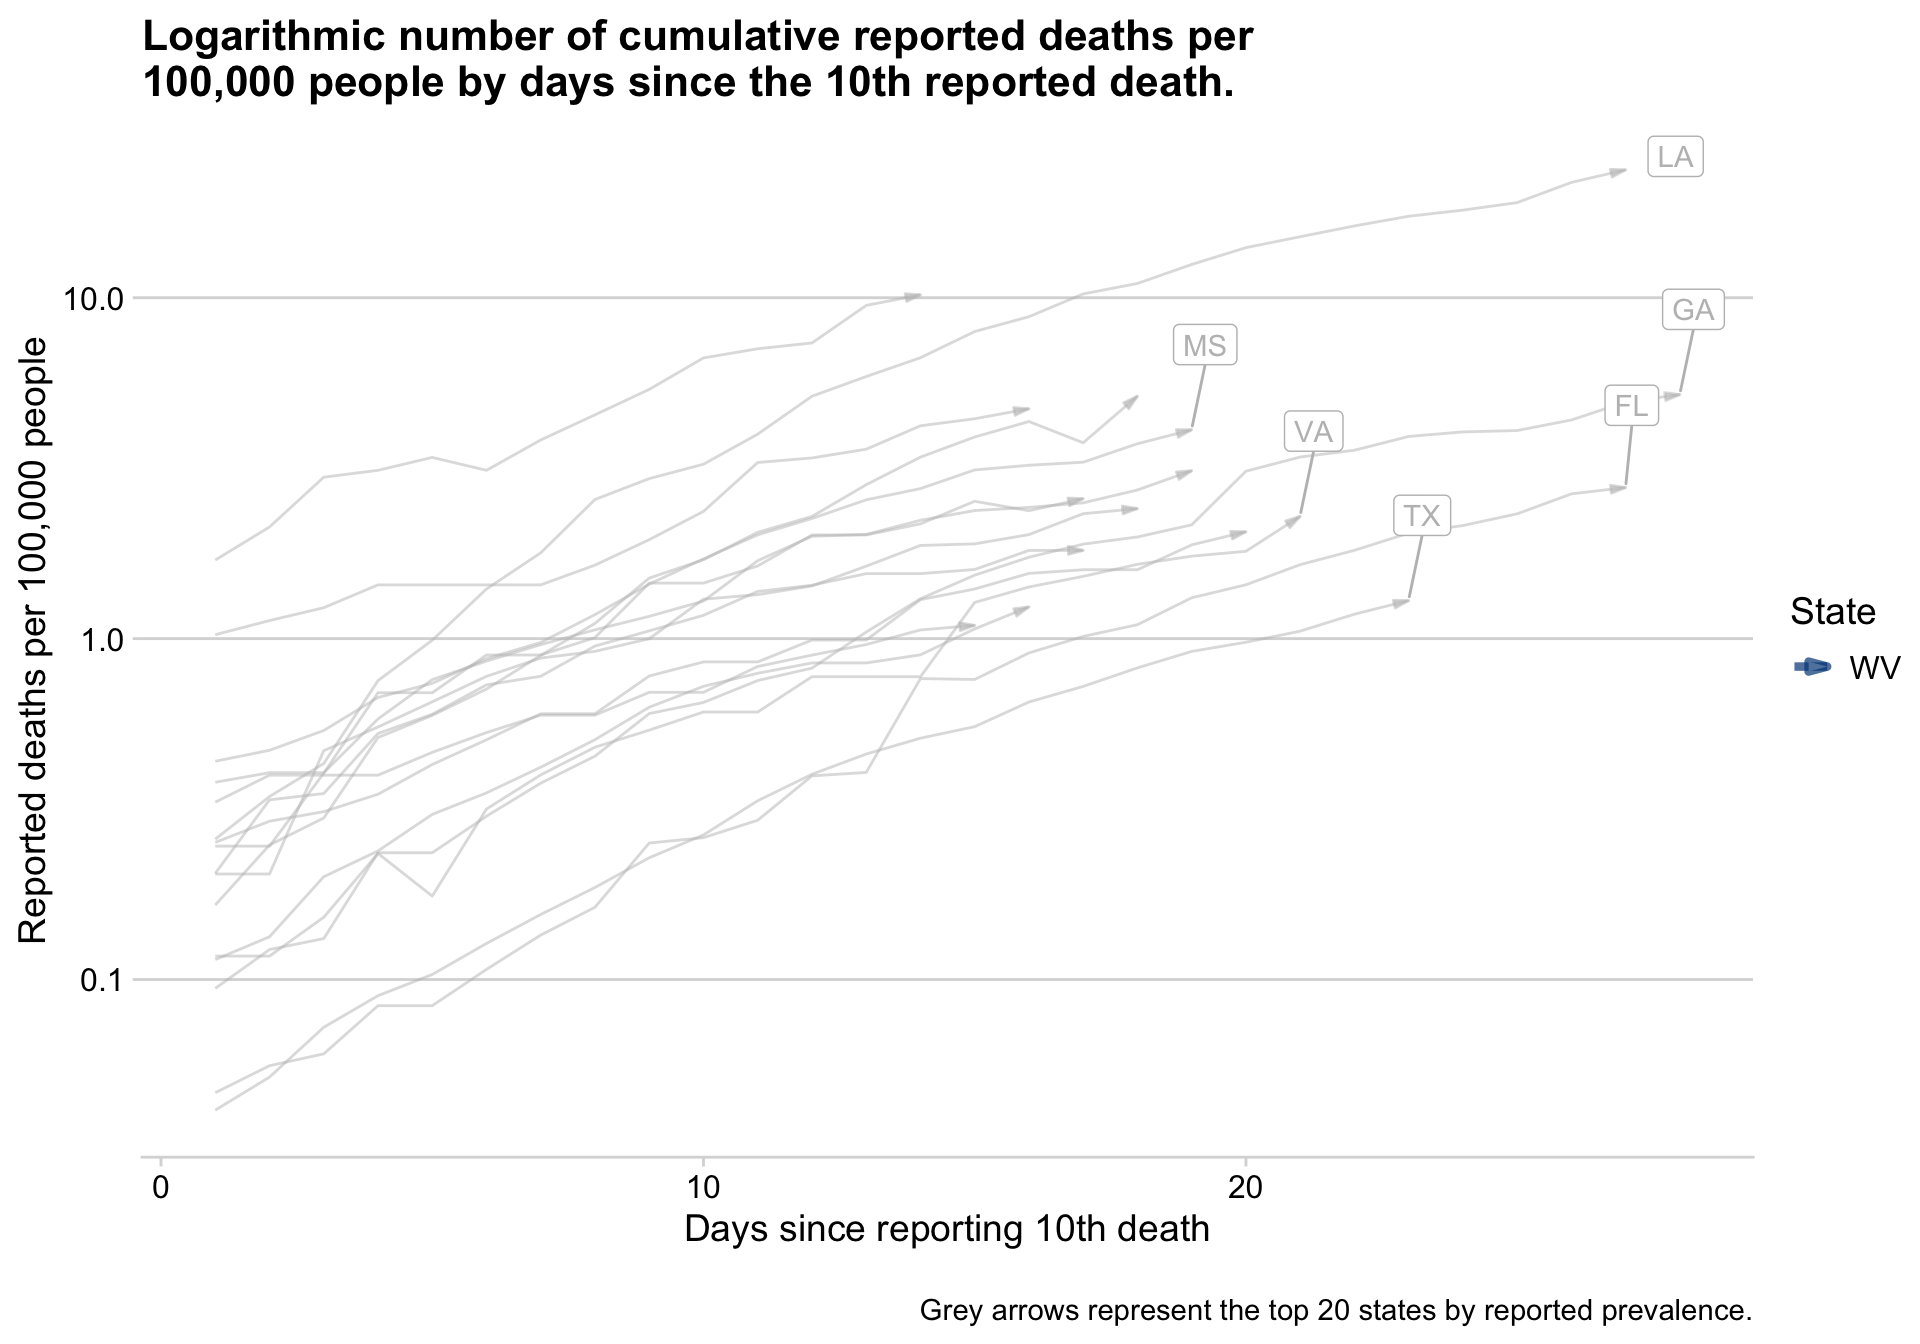 Logarithmic number of cumulative reported deaths per
100,000 people by days since the 10th reported death.
LA
10.0
GA
MS
FL
VA
TX
Reported deaths per 100,000 people
State
1.0
WV
0.1
0
10
20
Days since reporting 10th death
Grey arrows represent the top 20 states by reported prevalence.